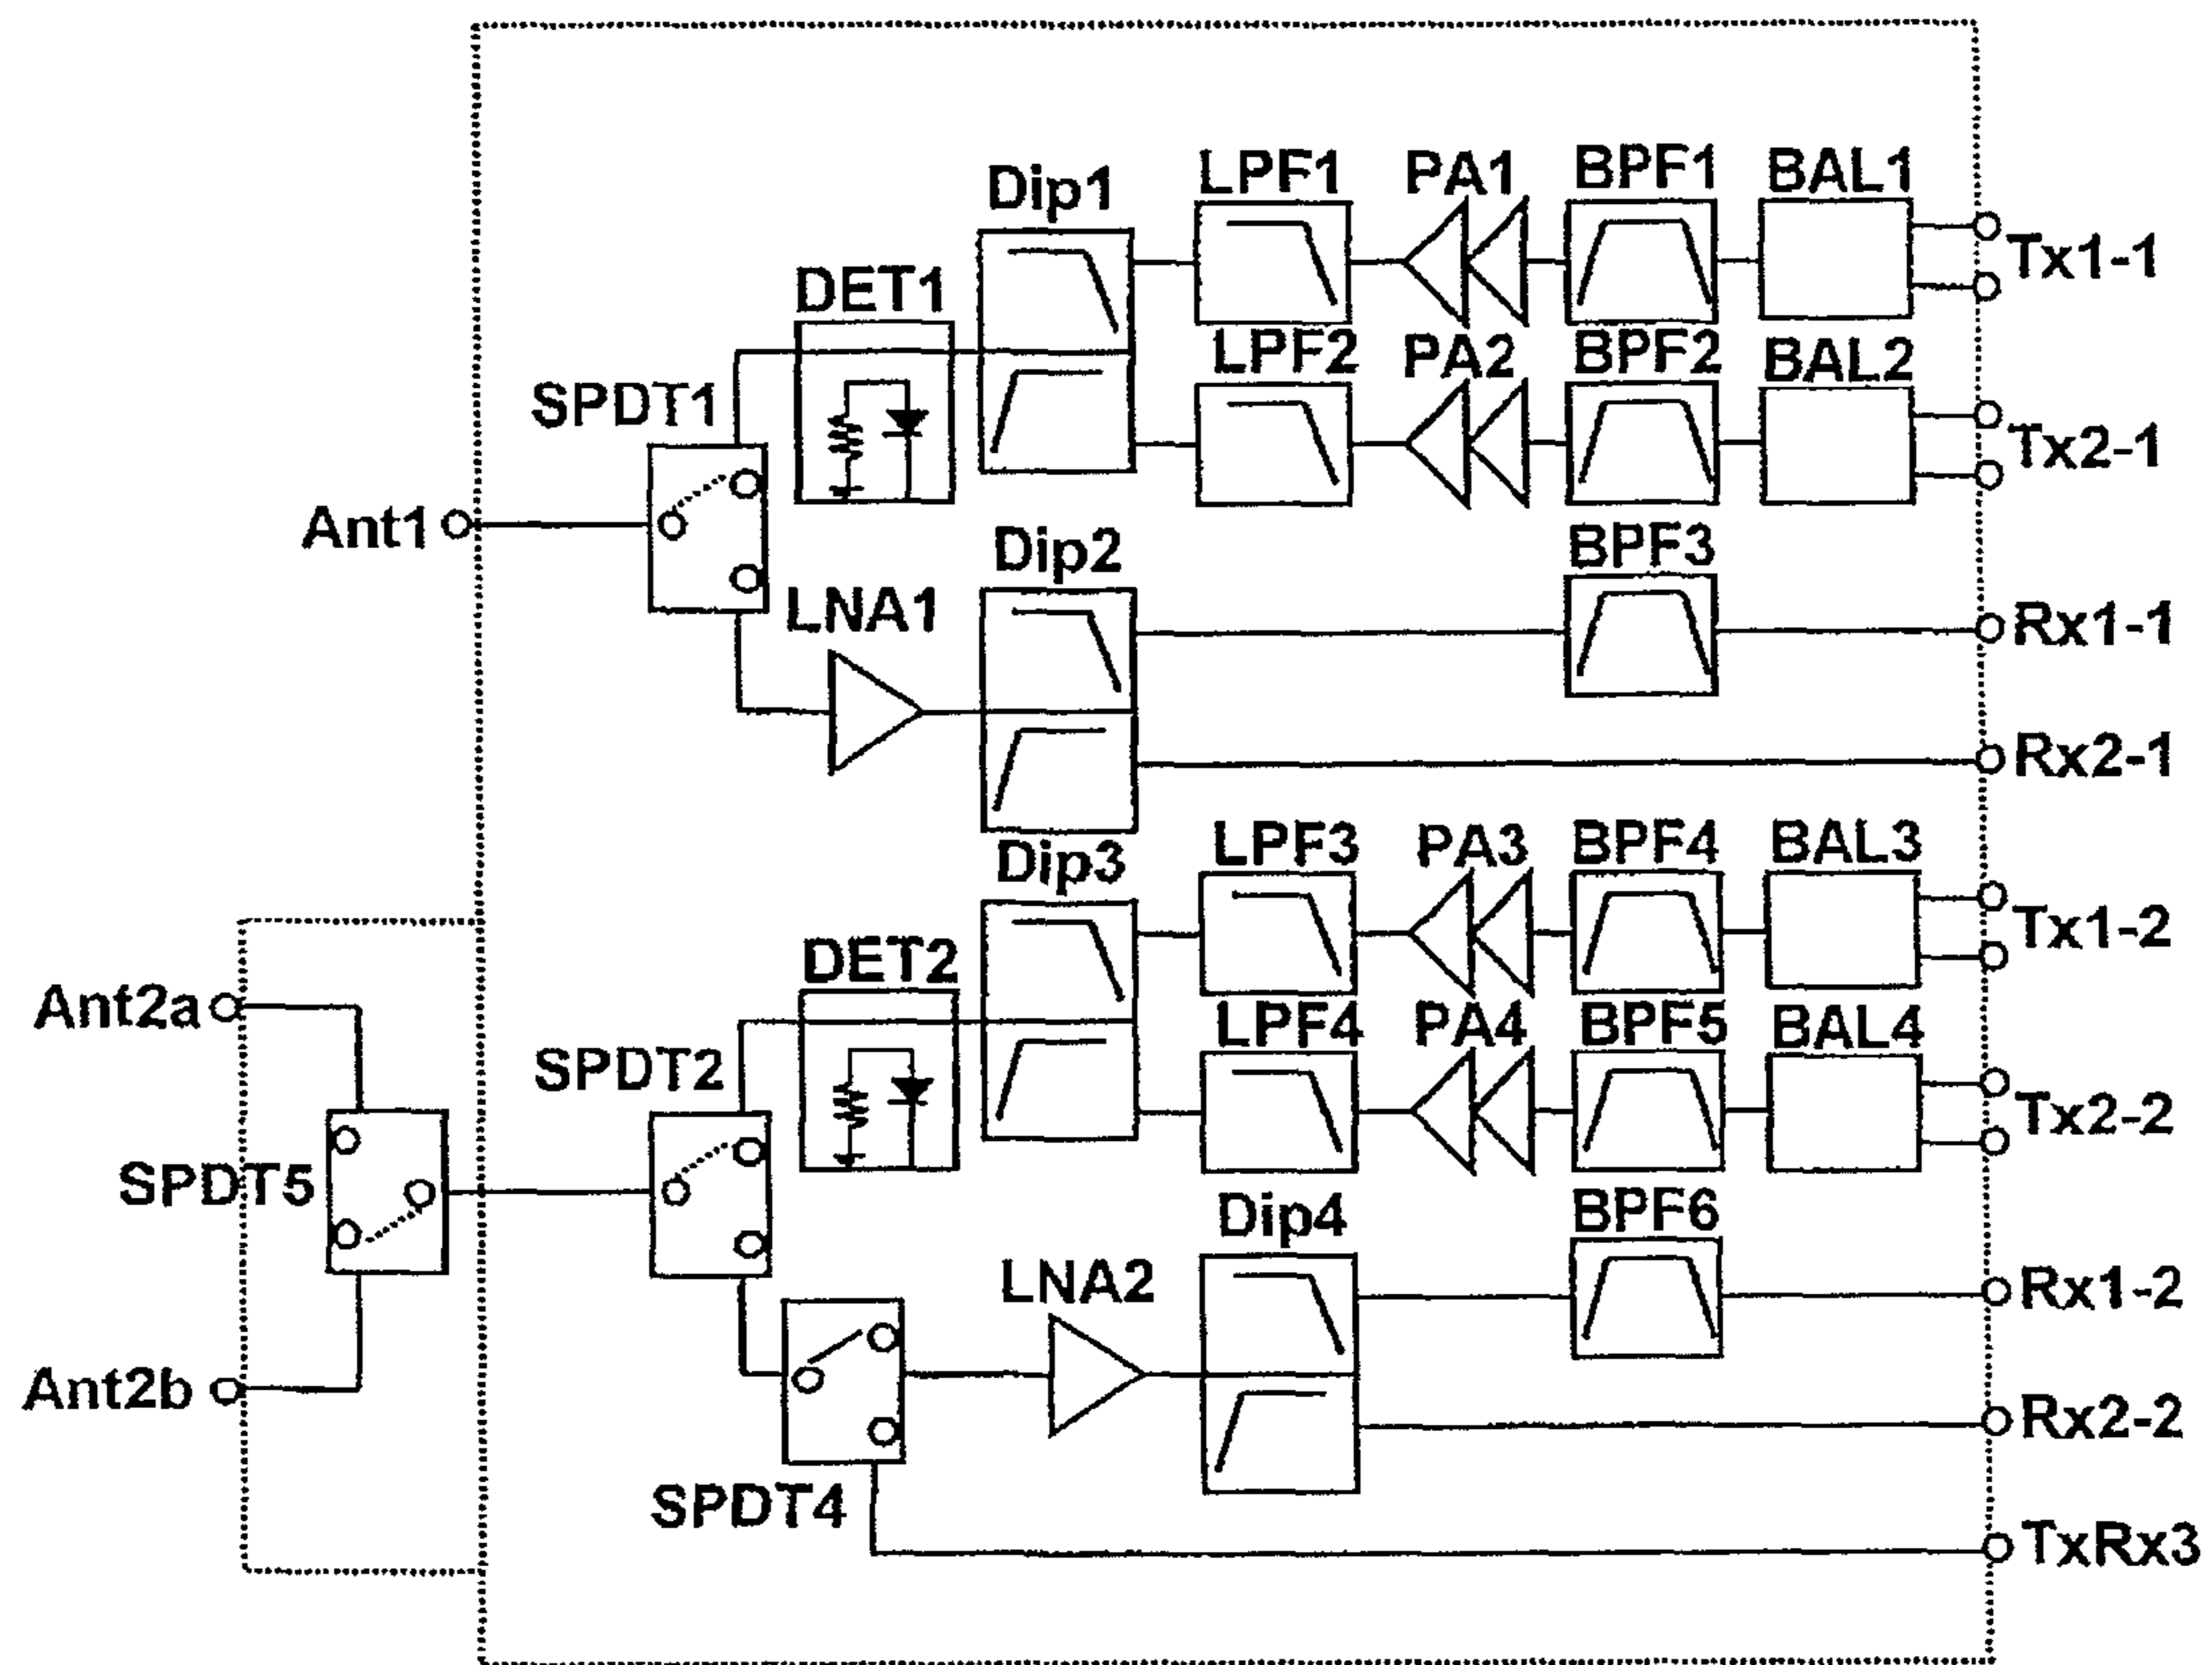 LPF1 PA1 BPF1 BAL1
Dip1
Tx1-1
DET1
LPF2 PA2 BPF2 BAL2
SPDT1
Tx2-1
Ant1
Dip2 BPF3
LNA1
Rx1-1
Rx2-1
LPF3 PA3 BPF4 BAL3
Dip3
Tx1-2
DET2
Ant2a
LPF4 PA4 BPF5 BAL4
SPDT2
Tx2-2
SPDT5
Dip4 BPF6
LNA2
Rx1-2
Ant2b
Rx2-2
SPDT4
TxRx3